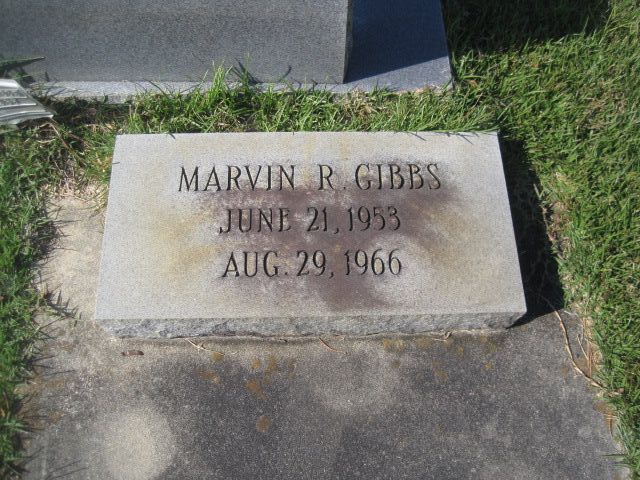 MARVIN R. GIBBS
JUNE 21, 1953
AUG. 29, 1966